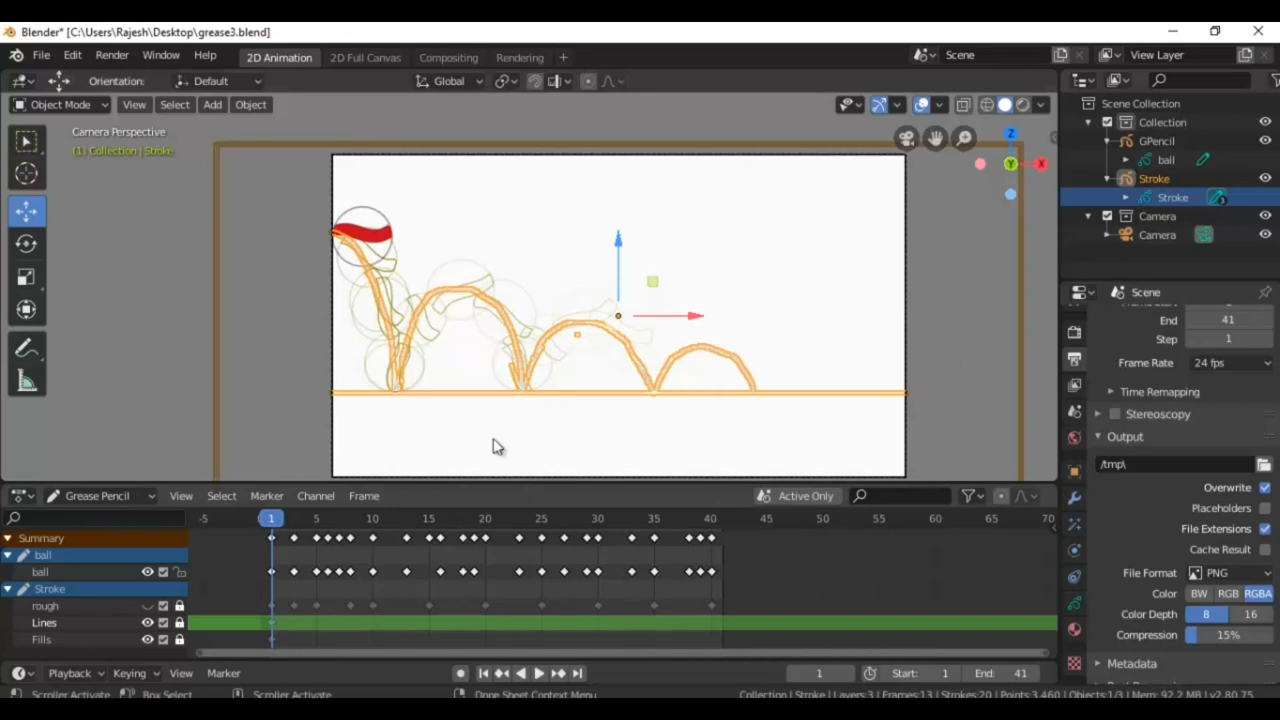 Blender* [C:\Users\Rajesh\Desktop\grease3.blend]
File Edit Render Window Help 2D Animation 2D Full Canvas Compositing Rendering + Scene View Layer
Orientation: Default Global
Object Mode View Select Add Object
Scene Collection
Collection
GPencil
ball
Stroke
Stroke
Camera
Camera
Camera Perspective
(1) Collection | Stroke
Z
Y
X
Scene
End 41
Step 1
Frame Rate 24 fps
Time Remapping
Stereoscopy
Output
/tmp\
Overwrite
Placeholders
File Extensions
Cache Result
File Format PNG
Color BW RGB RGBA
Color Depth 8 16
Compression 15%
Metadata
Grease Pencil View Select Marker Channel Frame Active Only
-5 1 5 10 15 20 25 30 35 40 45 50 55 60 65 70
Summary
ball
ball
Stroke
rough
Lines
Fills
Playback Keying View Marker 1 Start: 1 End: 41
Scroller Activate Box Select Scroller Activate Dope Sheet Context Menu Collection | Stroke | Layers:3 | Frames:13 | Strokes:20 | Points:3,460 | Objects:1/3 | Mem: 92.2 MB | v2.80.75